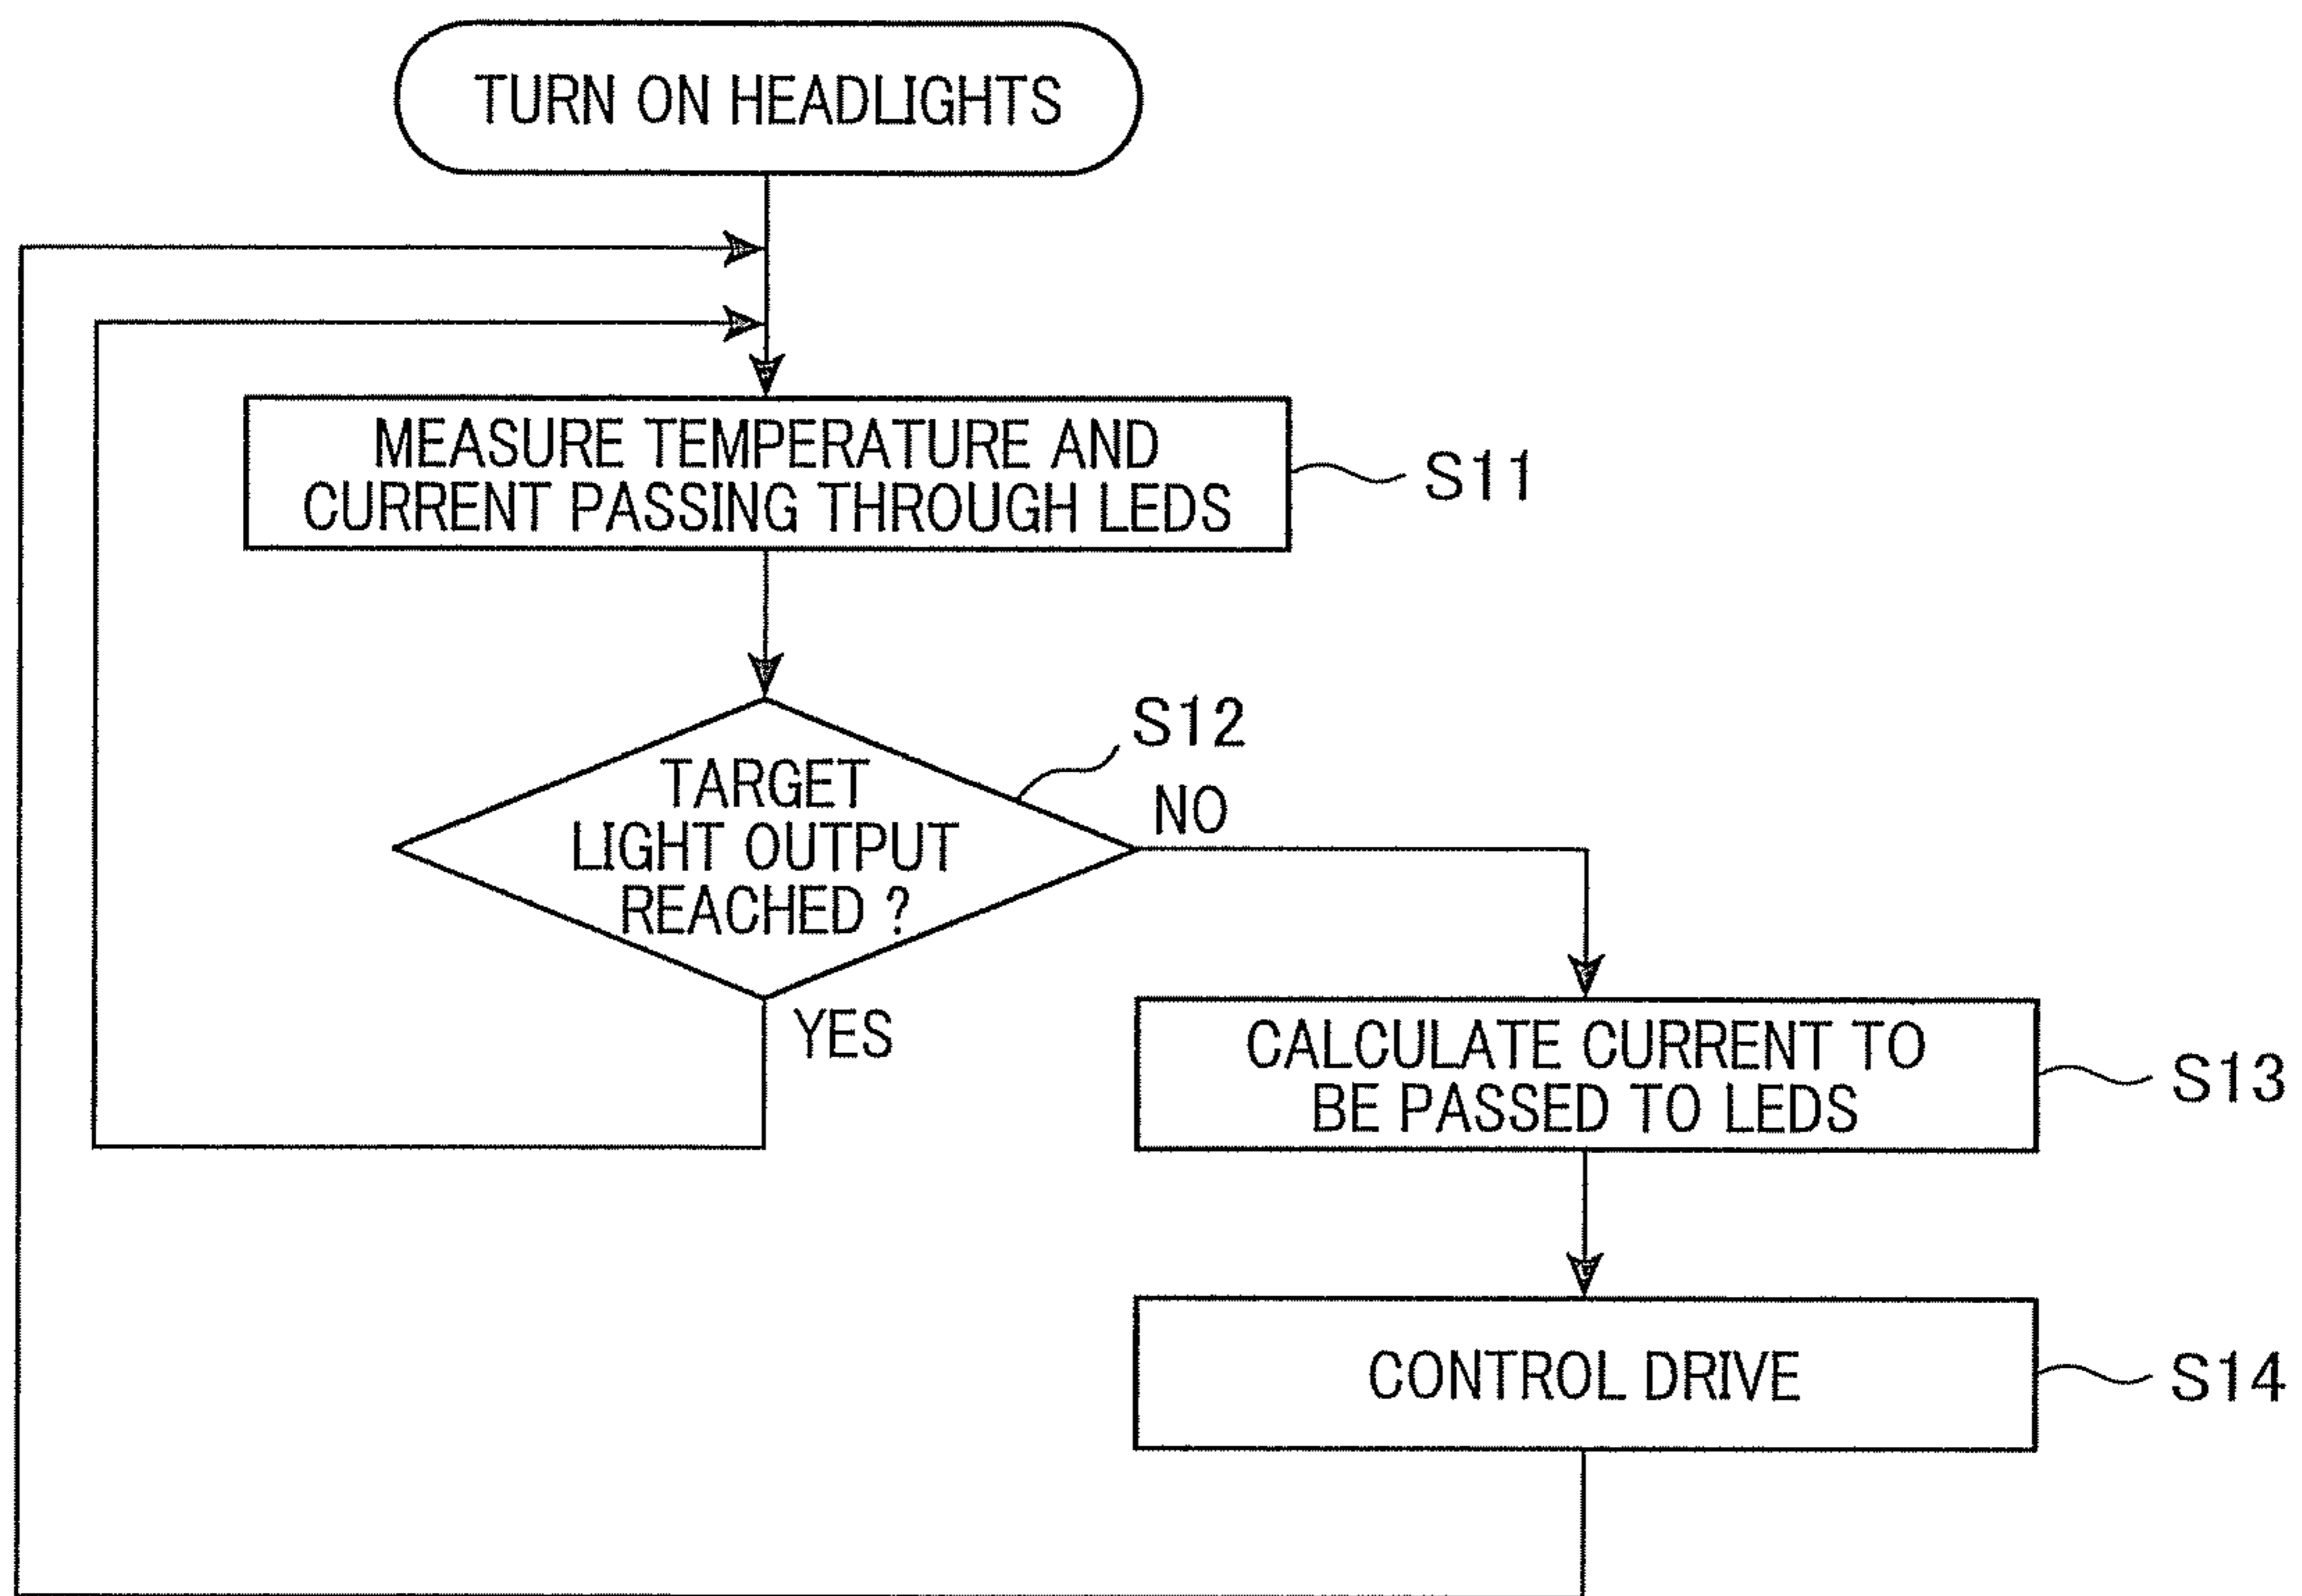 TURN ON HEADLIGHTS
MEASURE TEMPERATURE AND
CURRENT PASSING THROUGH LEDS
S11
S12
TARGET
LIGHT OUTPUT
REACHED ?
NO
YES
CALCULATE CURRENT TO
BE PASSED TO LEDS
S13
CONTROL DRIVE
S14